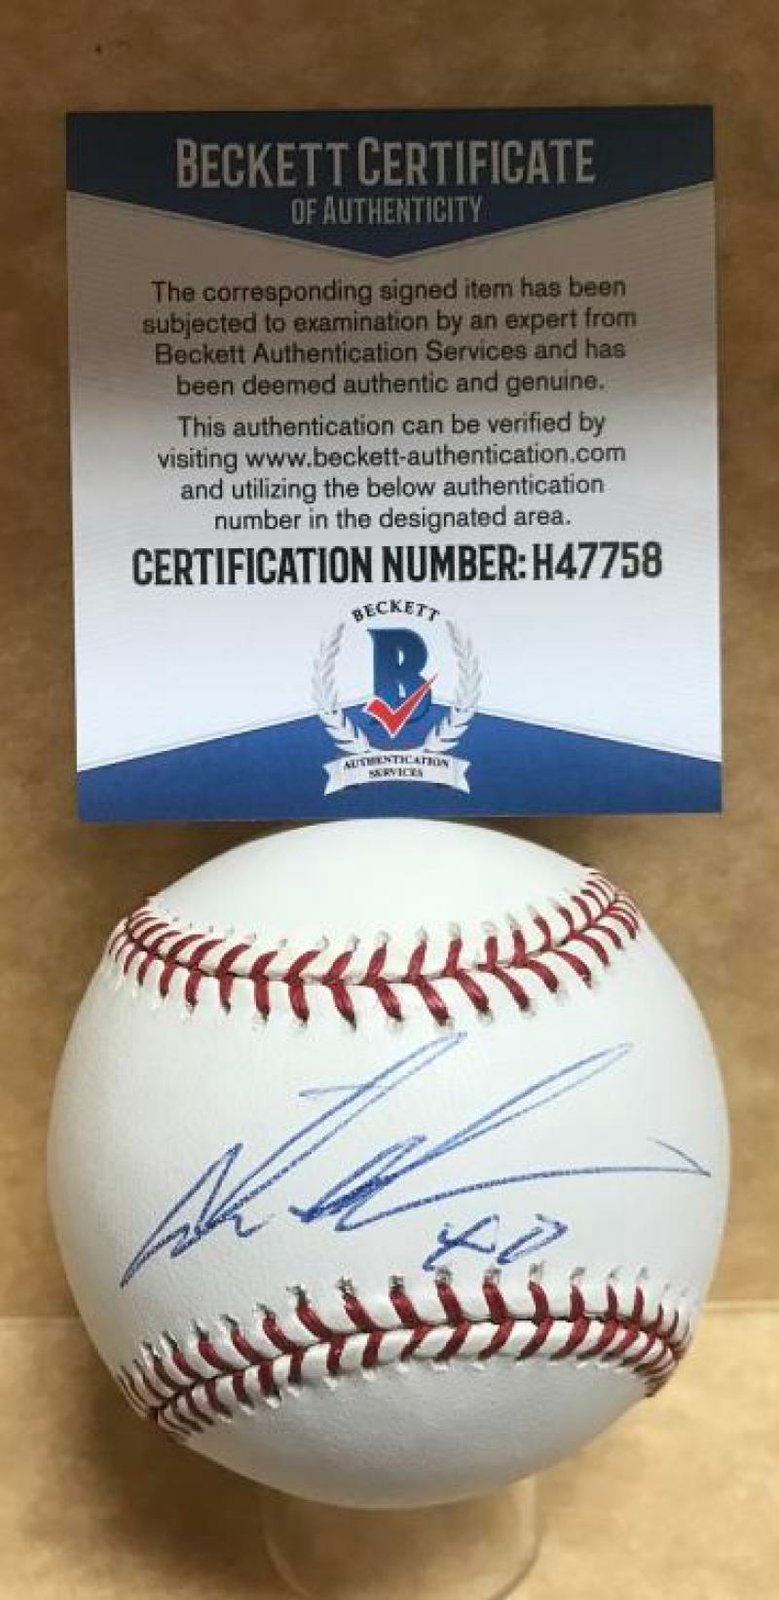 BECKETT CERTIFICATE
OF AUTHENTICITY
The corresponding signed item has been
subjected to examination by an expert from
Beckett Authentication Services and has
been deemed authentic and genuine.
This authentication can be verified by
visiting www.beckett-authentication.com
and utilizing the below authentication
number in the designated area.
CERTIFICATION NUMBER: H47758
BECKETT
B
AUTHENTICATION
SERVICES
40